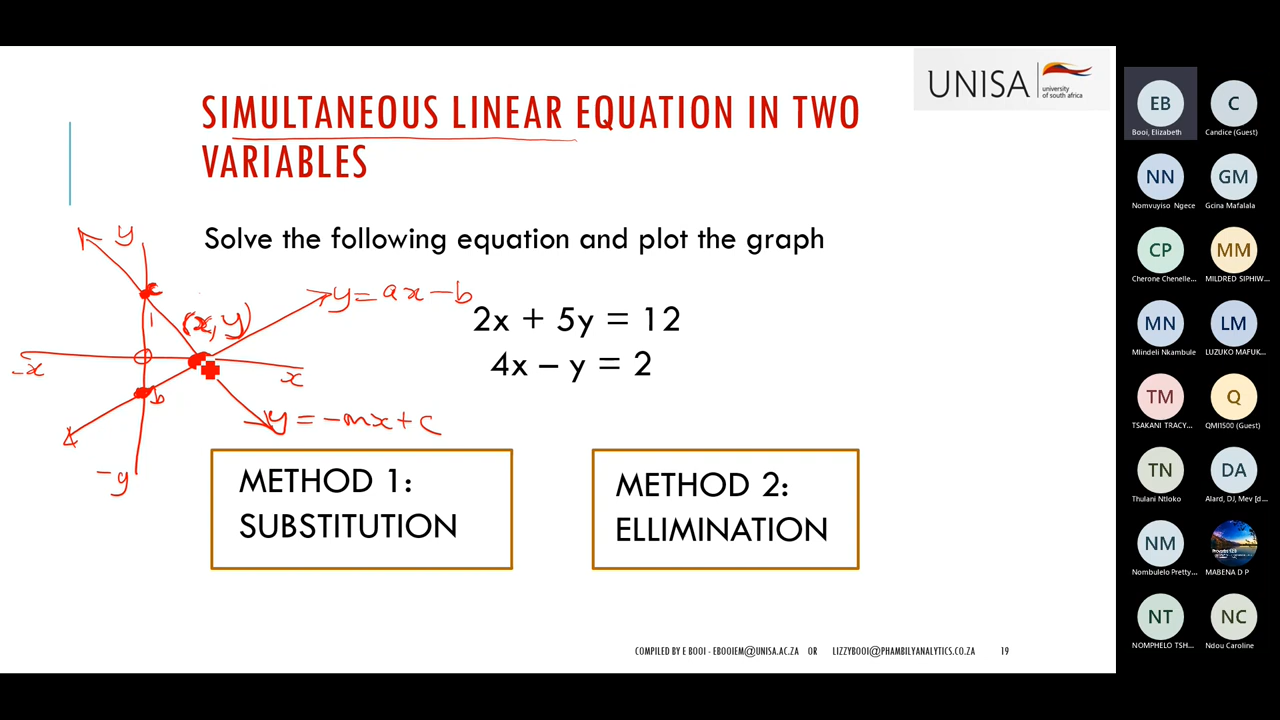 UNISA
university
of south africa
SIMULTANEOUS LINEAR EQUATION IN TWO
VARIABLES
Solve the following equation and plot the graph
y
c
1
(x, y)
y = ax - b
-x
x
b
y = -mx + c
-y
2x + 5y = 12
4x – y = 2
METHOD 1:
SUBSTITUTION
METHOD 2:
ELLIMINATION
COMPILED BY E BOOI - EBOOIEM@UNISA.AC.ZA OR LIZZYBOOI@PHAMBILYANALYTICS.CO.ZA 19
EB
Booi, Elizabeth
C
Candice (Guest)
NN
Nomvuyiso Ngece
GM
Gcina Mafalala
CP
Cherone Chenelle...
MM
MILDRED SIPHIW...
MN
Mlindeli Nkambule
LM
LUZUKO MAFUK...
TM
TSAKANI TRACY...
Q
QMI1500 (Guest)
TN
Thulani Ntloko
DA
Alard, DJ, Mev [d...
NM
Nombulelo Pretty...
MABENA D P
NT
NOMPHELO TSH...
NC
Ndou Caroline